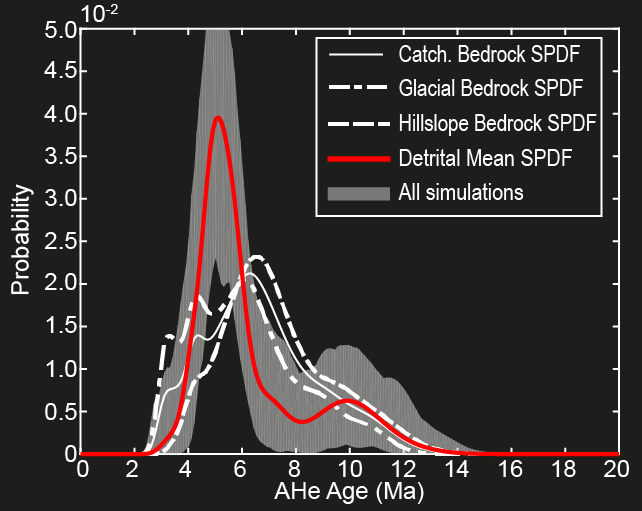 10-2
5.0
4.5
4.0
3.5
3.0
2.5
2.0
1.5
1.0
0.5
0
Probability
Catch. Bedrock SPDF
Glacial Bedrock SPDF
Hillslope Bedrock SPDF
Detrital Mean SPDF
All simulations
0 2 4 6 8 10 12 14 16 18 20
AHe Age (Ma)